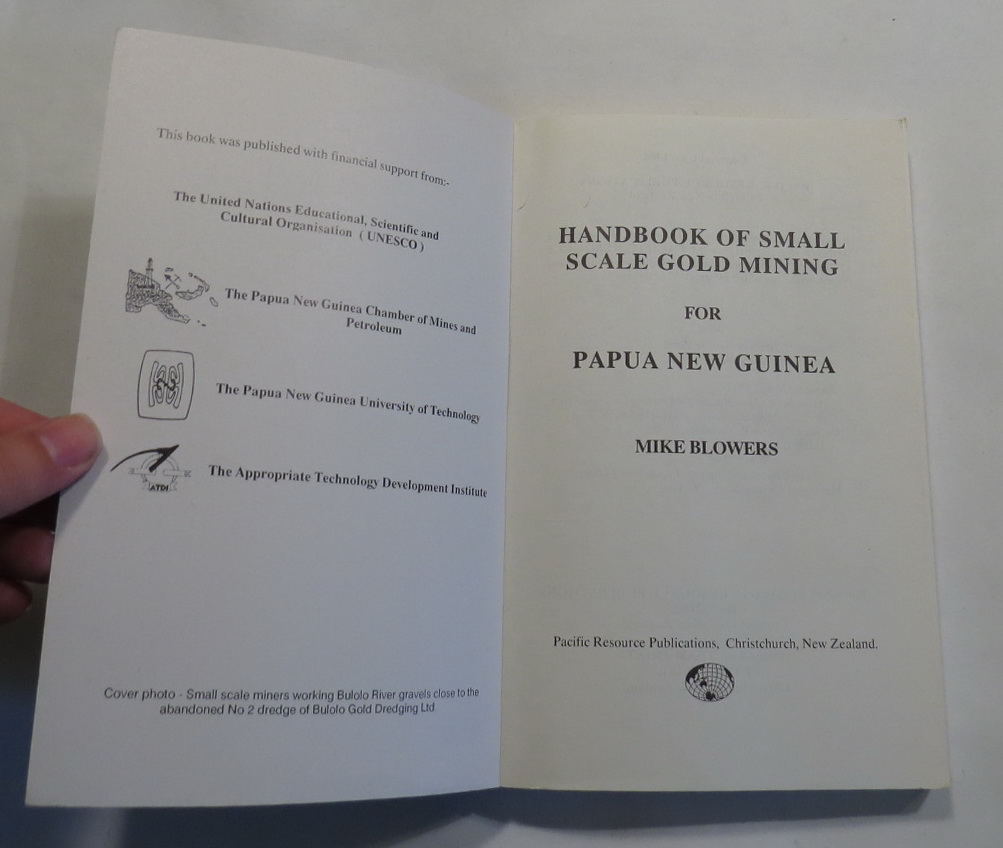 This book was published with financial support from:-
The United Nations Educational, Scientific and
Cultural Organisation ( UNESCO )
The Papua New Guinea Chamber of Mines and
Petroleum
The Papua New Guinea University of Technology
ATDI
The Appropriate Technology Development Institute
Cover photo - Small scale miners working Bulolo River gravels close to the
abandoned No 2 dredge of Bulolo Gold Dredging Ltd
HANDBOOK OF SMALL
SCALE GOLD MINING
FOR
PAPUA NEW GUINEA
MIKE BLOWERS
Pacific Resource Publications, Christchurch, New Zealand.